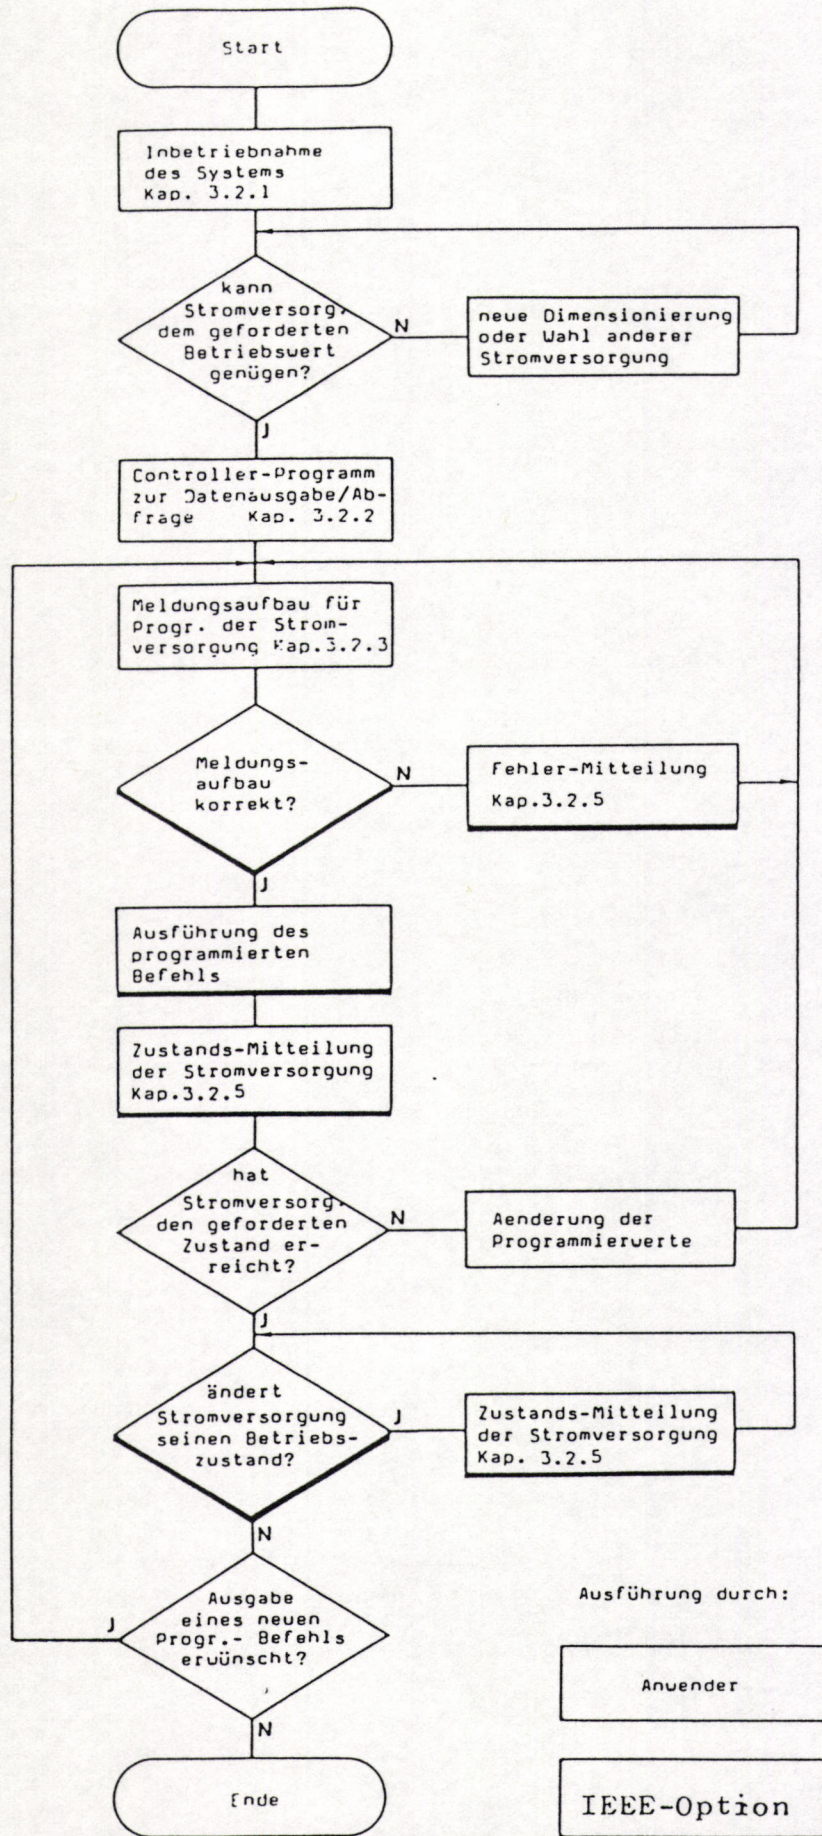 Start
Inbetriebnahme
des Systems
Kap. 3.2.1
kann
Stromversorg.
dem geforderten
Betriebswert
genügen?
N
neue Dimensionierung
oder Wahl anderer
Stromversorgung
J
Controller-Programm
zur Datenausgabe/Ab-
frage Kap. 3.2.2
Meldungsaufbau für
Progr. der Strom-
versorgung Kap.3.2.3
Meldungs-
aufbau
korrekt?
N
Fehler-Mitteilung
Kap.3.2.5
J
Ausführung des
programmierten
Befehls
Zustands-Mitteilung
der Stromversorgung
Kap.3.2.5
hat
Stromversorg.
den geforderten
Zustand er-
reicht?
N
Aenderung der
Programmierwerte
J
ändert
Stromversorgung
seinen Betriebs-
zustand?
J
Zustands-Mitteilung
der Stromversorgung
Kap. 3.2.5
N
Ausgabe
eines neuen
Progr.- Befehls
erwünscht?
J
N
Ende
Ausführung durch:
Anwender
IEEE-Option